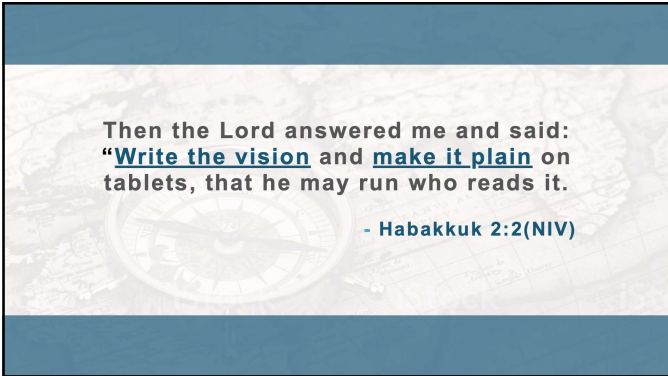 Then the Lord answered me and said:
“Write the vision and make it plain on
tablets, that he may run who reads it.
- Habakkuk 2:2(NIV)
iStock